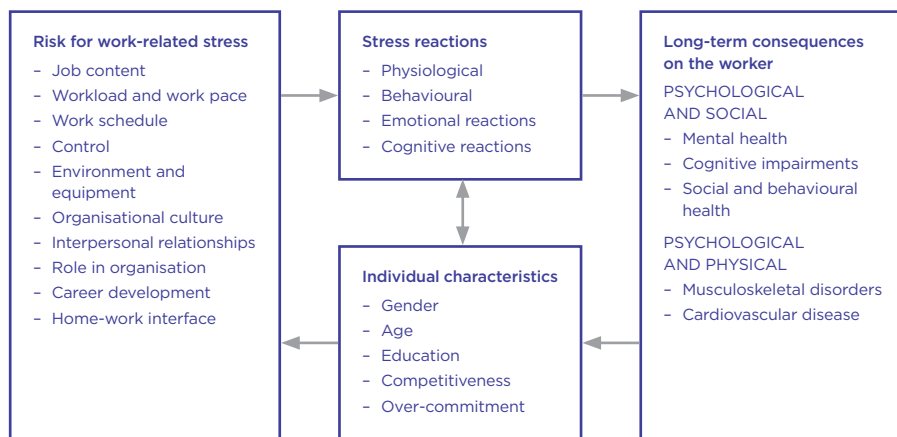 Risk for work-related stress
– Job content
– Workload and work pace
– Work schedule
– Control
– Environment and
equipment
– Organisational culture
– Interpersonal relationships
– Role in organisation
– Career development
– Home-work interface
Stress reactions
– Physiological
– Behavioural
– Emotional reactions
– Cognitive reactions
Individual characteristics
– Gender
– Age
– Education
– Competitiveness
– Over-commitment
Long-term consequences
on the worker
PSYCHOLOGICAL
AND SOCIAL
– Mental health
– Cognitive impairments
– Social and behavioural
health
PSYCHOLOGICAL
AND PHYSICAL
– Musculoskeletal disorders
– Cardiovascular disease